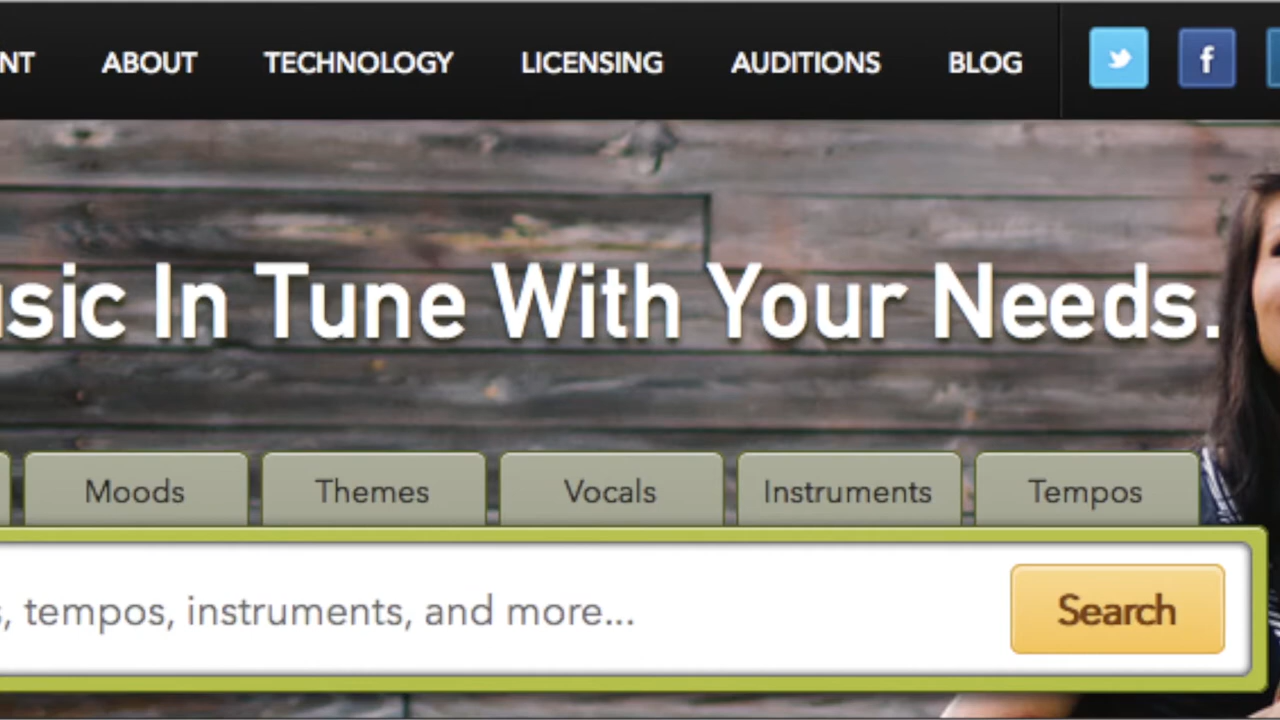 NT ABOUT TECHNOLOGY LICENSING AUDITIONS BLOG f
usic In Tune With Your Needs.
Moods Themes Vocals Instruments Tempos
s, tempos, instruments, and more... Search